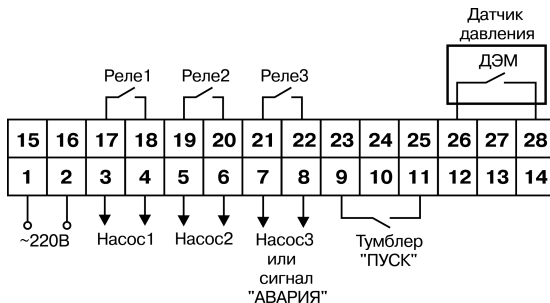 Датчик
давления
ДЭМ
Реле1 Реле2 Реле3
15 16 17 18 19 20 21 22 23 24 25 26 27 28
1 2 3 4 5 6 7 8 9 10 11 12 13 14
~220В Насос1 Насос2 Насос3 Тумблер
или "ПУСК"
сигнал
"АВАРИЯ"